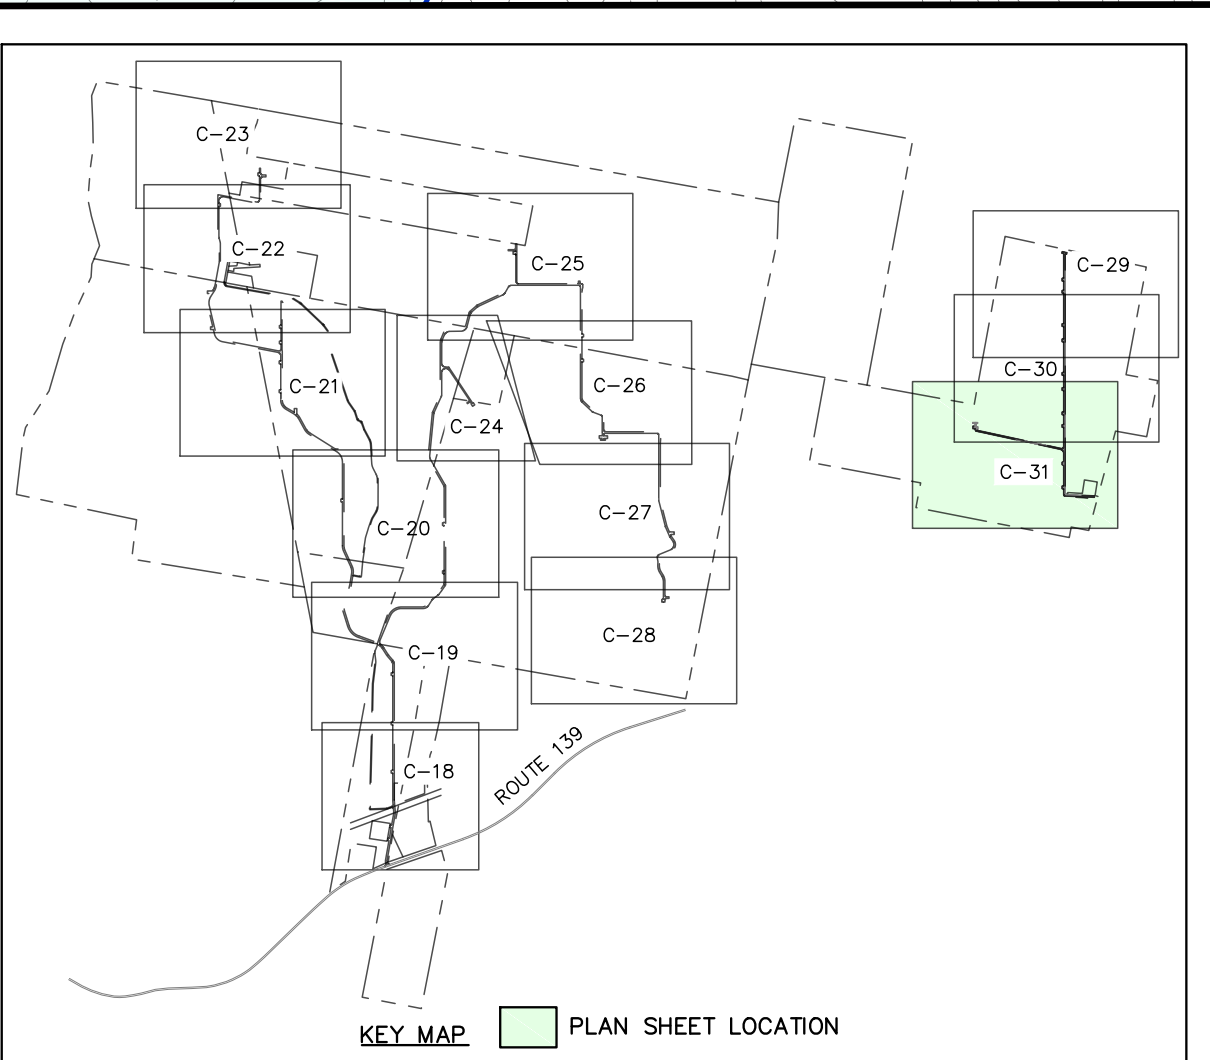 C-23
C-22
C-25
C-29
C-30
C-21
C-26
C-24
C-31
C-27
C-20
C-28
C-19
ROUTE 139
C-18
KEY MAP
PLAN SHEET LOCATION